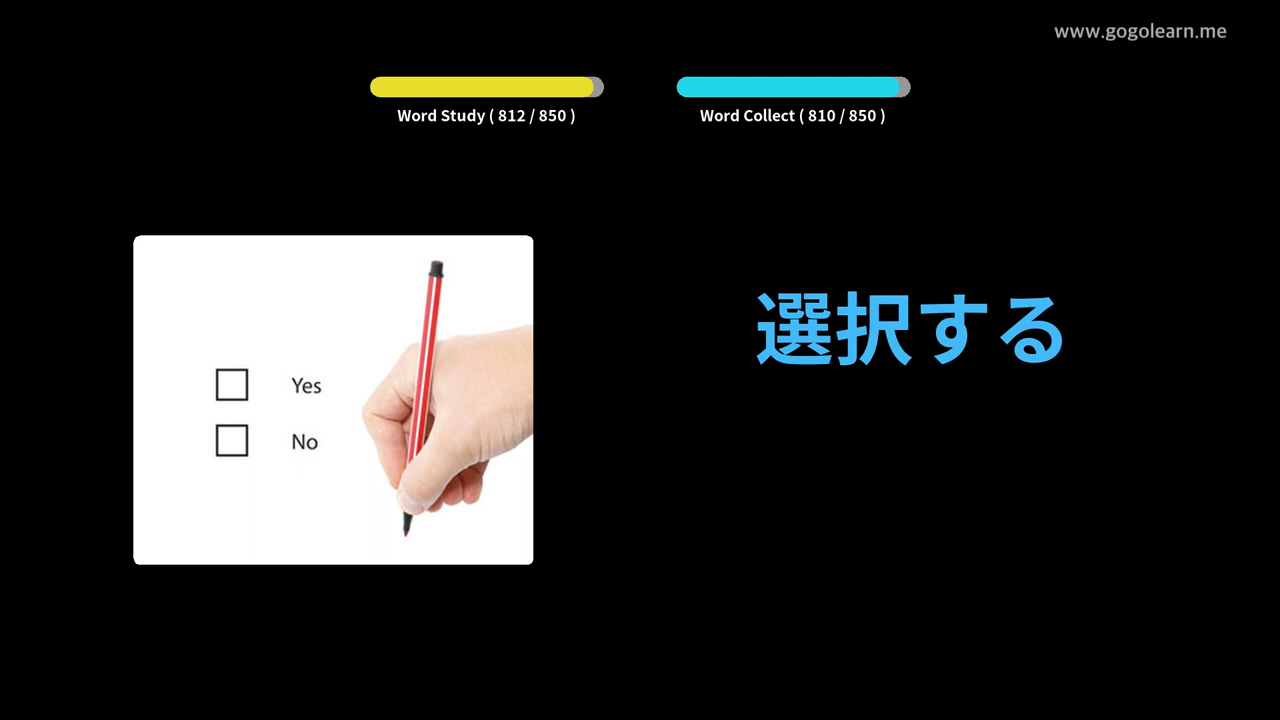 www.gogolearn.me
Word Study ( 812 / 850 )
Word Collect ( 810 / 850 )
Yes
No
選択する